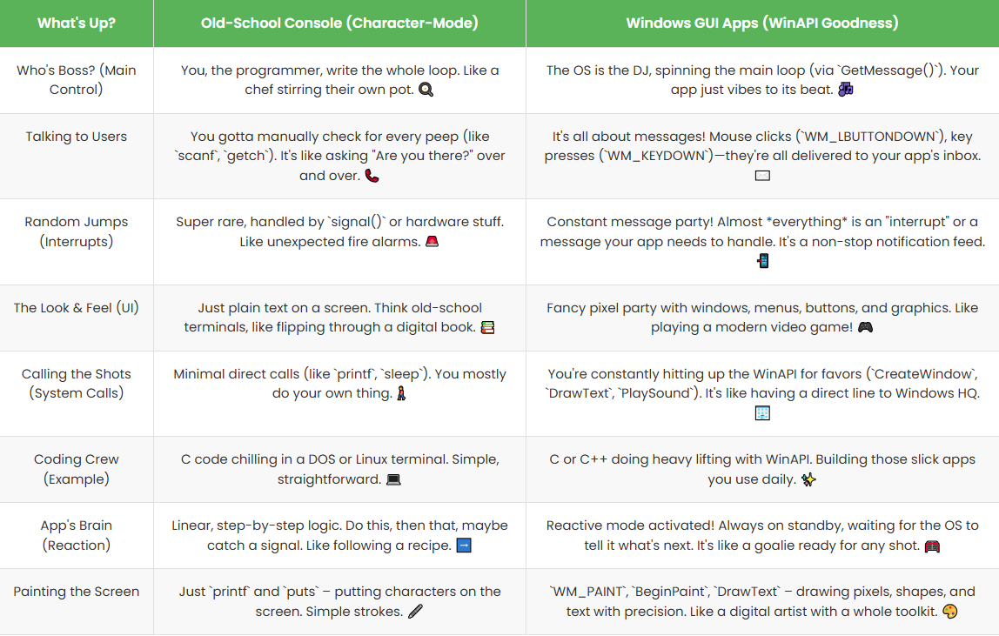 What's Up?
Old-School Console (Character-Mode)
Windows GUI Apps (WinAPI Goodness)
Who's Boss? (Main
Control)
You, the programmer, write the whole loop. Like a
chef stirring their own pot. 🍳
The OS is the DJ, spinning the main loop (via `GetMessage()`). Your
app just vibes to its beat. 🎶
Talking to Users
You gotta manually check for every peep (like
`scanf`, `getch`). It's like asking "Are you there?" over
and over. 📞
It's all about messages! Mouse clicks (`WM_LBUTTONDOWN`), key
presses (`WM_KEYDOWN`)—they're all delivered to your app's inbox.
✉️
Random Jumps
(Interrupts)
Super rare, handled by `signal()` or hardware stuff.
Like unexpected fire alarms. 🚨
Constant message party! Almost *everything* is an "interrupt" or a
message your app needs to handle. It's a non-stop notification feed.
📲
The Look & Feel (UI)
Just plain text on a screen. Think old-school
terminals, like flipping through a digital book. 📚
Fancy pixel party with windows, menus, buttons, and graphics. Like
playing a modern video game! 🎮
Calling the Shots
(System Calls)
Minimal direct calls (like `printf`, `sleep`). You mostly
do your own thing. 🚶
You're constantly hitting up the WinAPI for favors (`CreateWindow`,
`DrawText`, `PlaySound`). It's like having a direct line to Windows HQ.
🏢
Coding Crew
(Example)
C code chilling in a DOS or Linux terminal. Simple,
straightforward. 💻
C or C++ doing heavy lifting with WinAPI. Building those slick apps
you use daily. ✨
App's Brain
(Reaction)
Linear, step-by-step logic. Do this, then that, maybe
catch a signal. Like following a recipe. ➡️
Reactive mode activated! Always on standby, waiting for the OS to
tell it what's next. It's like a goalie ready for any shot. 🥅
Painting the Screen
Just `printf` and `puts` – putting characters on the
screen. Simple strokes. 🖊️
`WM_PAINT`, `BeginPaint`, `DrawText` – drawing pixels, shapes, and
text with precision. Like a digital artist with a whole toolkit. 🎨